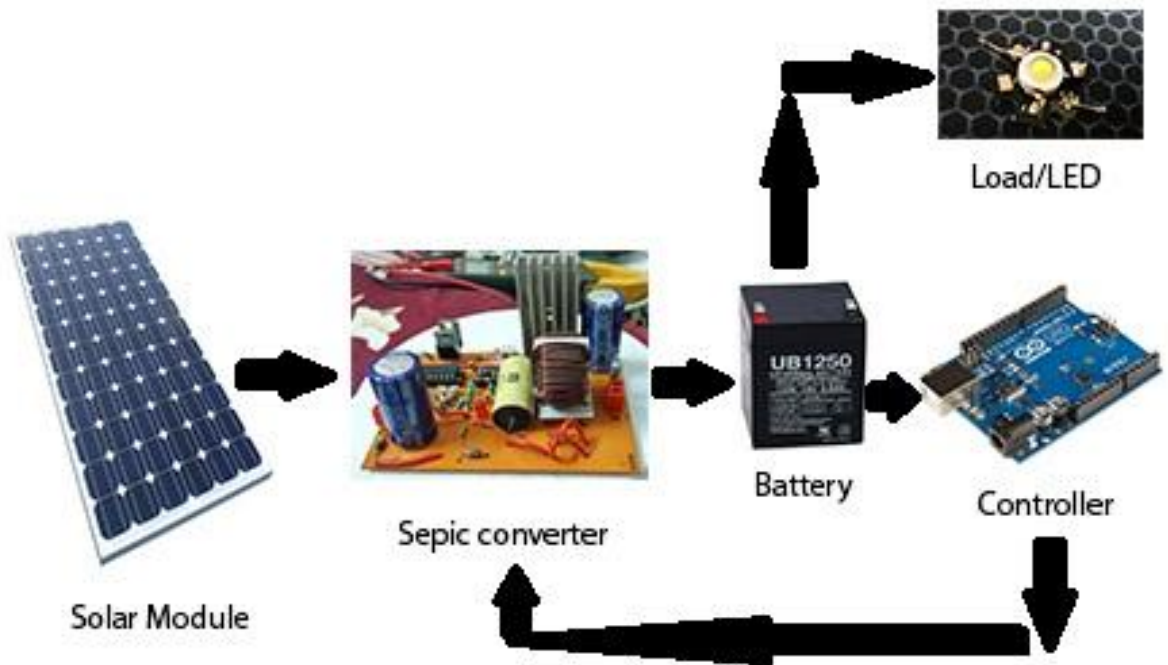 Load/LED
UB1250
Battery
Controller
Sepic converter
Solar Module